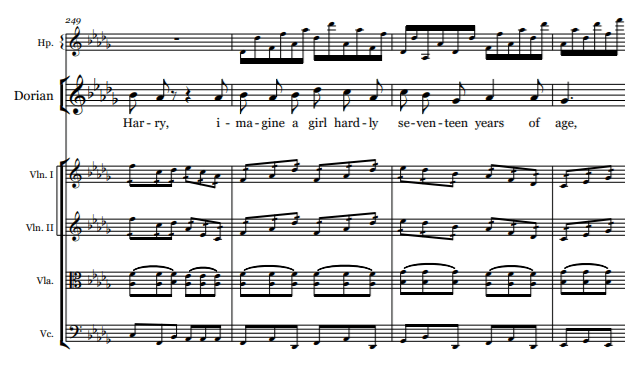 249
Hp.
Dorian
Har - ry, i - ma - gine a girl hard - ly se - ven - teen years of age,
Vln. I
Vln. II
Vla.
Vc.